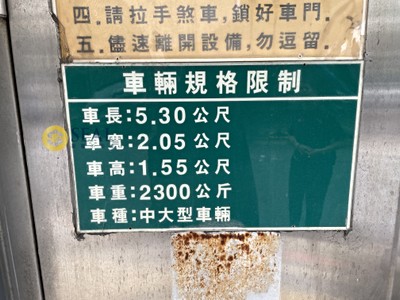 四.請拉手煞車,鎖好車門.
五.儘速離開設備,勿逗留.
車輛規格限制
車長:5.30公尺
車寬:2.05公尺
車高:1.55公尺
車重:2300公斤
車種:中大型車輛